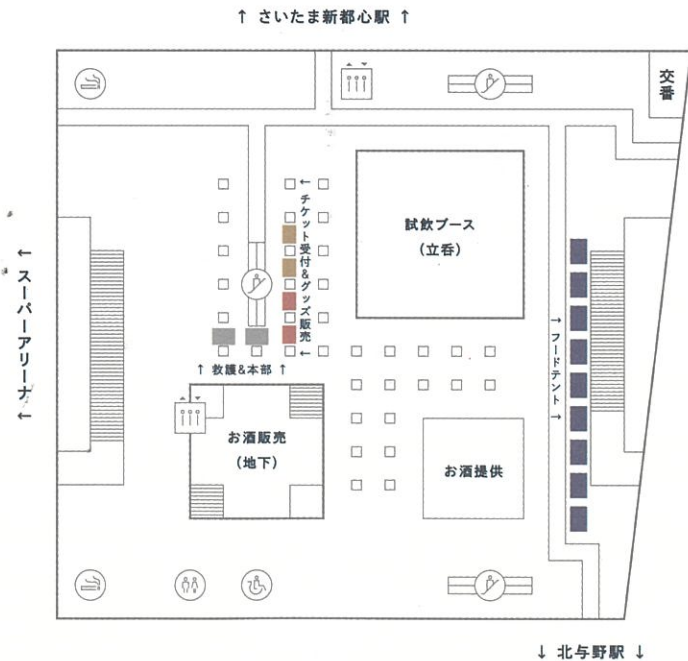 ↑ さいたま新都心駅 ↑
交番
← チケット受付&グッズ販売 ←
試飲ブース
(立呑)
← スーパーアリーナ ←
→ フードテント →
↑ 救護&本部 ↑
お酒販売
(地下)
お酒提供
↓ 北与野駅 ↓